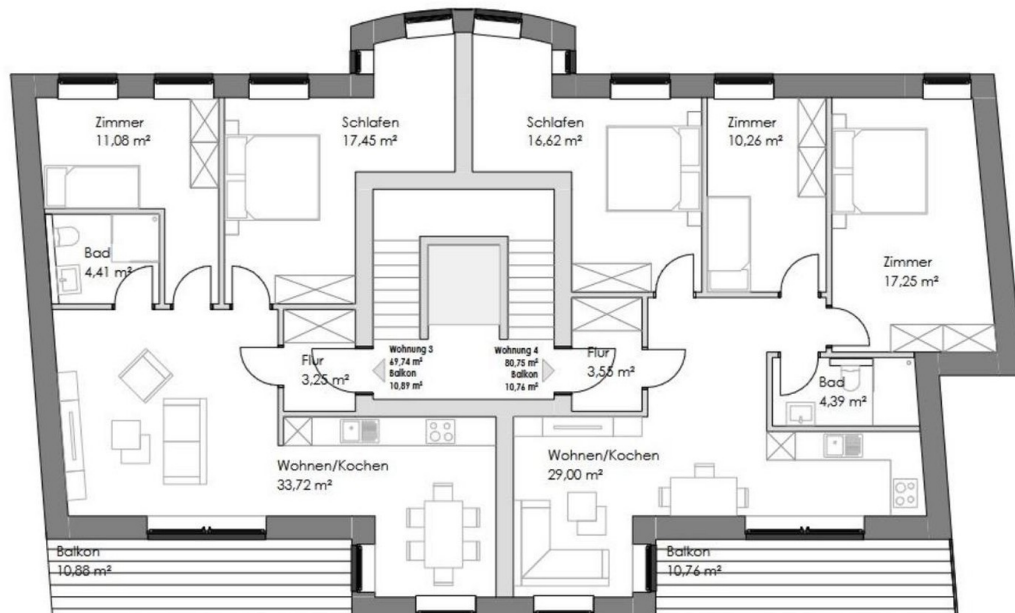 Zimmer
11,08 m²
Schlafen
17,45 m²
Schlafen
16,62 m²
Zimmer
10,26 m²
Bad
4,41 m²
Zimmer
17,25 m²
Flur
3,25 m²
Wohnung 3
69,74 m²
Balkon
10,89 m²
Wohnung 4
80,75 m²
Balkon
10,76 m²
Flur
3,55 m²
Bad
4,39 m²
Wohnen/Kochen
33,72 m²
Wohnen/Kochen
29,00 m²
Balkon
10,88 m²
Balkon
10,76 m²